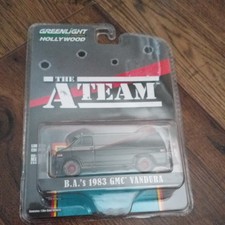 GREENLIGHT
HOLLYWOOD
THE
A-TEAM
B.A.'s 1983 GMC VANDURA